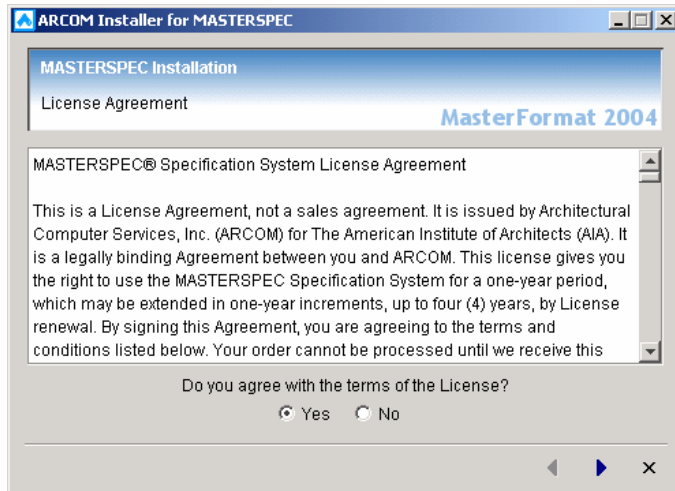 ARCOM Installer for MASTERSPEC
MASTERSPEC Installation
License Agreement
MasterFormat 2004
MASTERSPEC® Specification System License Agreement
This is a License Agreement, not a sales agreement. It is issued by Architectural
Computer Services, Inc. (ARCOM) for The American Institute of Architects (AIA). It
is a legally binding Agreement between you and ARCOM. This license gives you
the right to use the MASTERSPEC Specification System for a one-year period,
which may be extended in one-year increments, up to four (4) years, by License
renewal. By signing this Agreement, you are agreeing to the terms and
conditions listed below. Your order cannot be processed until we receive this
Do you agree with the terms of the License?
Yes No